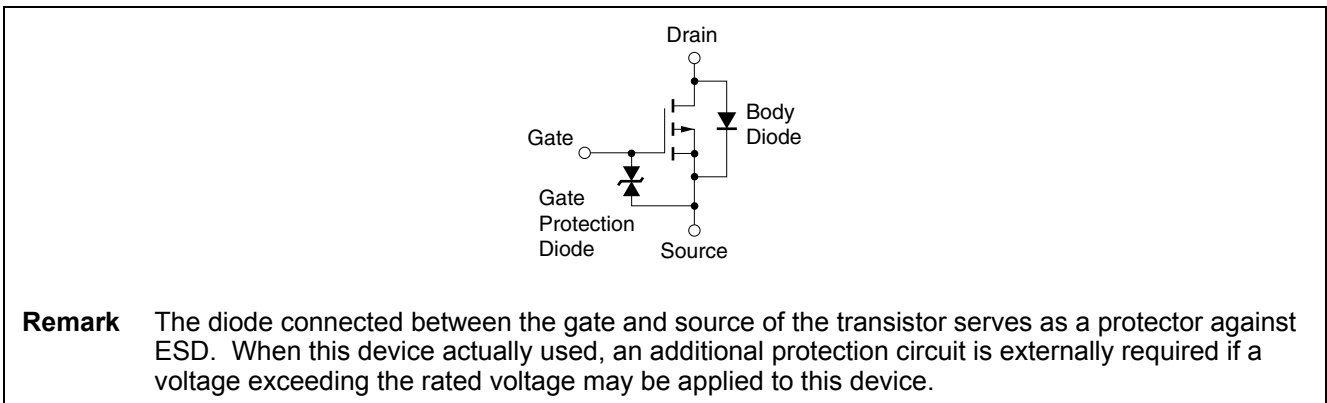 Drain
Body
Diode
Gate
Gate
Protection
Diode
Source
Remark The diode connected between the gate and source of the transistor serves as a protector against
ESD. When this device actually used, an additional protection circuit is externally required if a
voltage exceeding the rated voltage may be applied to this device.